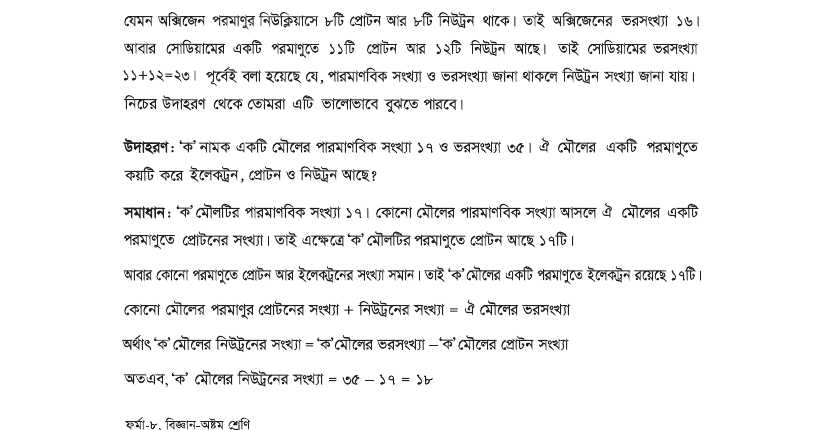 যেমন অক্সিজেন পরমাণুর নিউক্লিয়াসে ৮টি প্রোটন আর ৮টি নিউট্রন থাকে। তাই অক্সিজেনের ভরসংখ্যা ১৬।
আবার সোডিয়ামের একটি পরমাণুতে ১১টি প্রোটন আর ১২টি নিউট্রন আছে। তাই সোডিয়ামের ভরসংখ্যা
১১+১২=২৩। পূর্বেই বলা হয়েছে যে, পারমাণবিক সংখ্যা ও ভরসংখ্যা জানা থাকলে নিউট্রন সংখ্যা জানা যায়।
নিচের উদাহরণ থেকে তোমরা এটি ভালোভাবে বুঝতে পারবে।
উদাহরণ: ‘ক’ নামক একটি মৌলের পারমাণবিক সংখ্যা ১৭ ও ভরসংখ্যা ৩৫। ঐ মৌলের একটি পরমাণুতে
কয়টি করে ইলেকট্রন, প্রোটন ও নিউট্রন আছে?
সমাধান: ‘ক’ মৌলটির পারমাণবিক সংখ্যা ১৭। কোনো মৌলের পারমাণবিক সংখ্যা আসলে ঐ মৌলের একটি
পরমাণুতে প্রোটনের সংখ্যা। তাই এক্ষেত্রে ‘ক’ মৌলটির পরমাণুতে প্রোটন আছে ১৭টি।
আবার কোনো পরমাণুতে প্রোটন আর ইলেকট্রনের সংখ্যা সমান। তাই ‘ক’ মৌলের একটি পরমাণুতে ইলেকট্রন রয়েছে ১৭টি।
কোনো মৌলের পরমাণুর প্রোটনের সংখ্যা + নিউট্রনের সংখ্যা = ঐ মৌলের ভরসংখ্যা
অর্থাৎ ‘ক’ মৌলের নিউট্রনের সংখ্যা = ‘ক’ মৌলের ভরসংখ্যা – ‘ক’ মৌলের প্রোটন সংখ্যা
অতএব, ‘ক’ মৌলের নিউট্রনের সংখ্যা = ৩৫ – ১৭ = ১৮
ফর্মা-৮, বিজ্ঞান-অষ্টম শ্রেণি